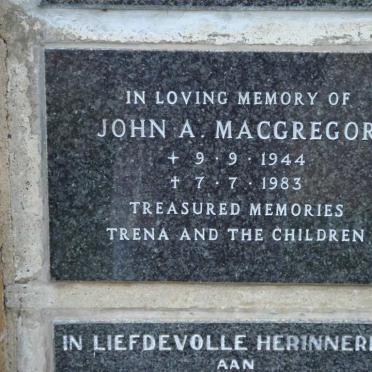 IN LOVING MEMORY OF
JOHN A. MACGREGOR
+ 9 · 9 · 1944
† 7 · 7 · 1983
TREASURED MEMORIES
TRENA AND THE CHILDREN
IN LIEFDEVOLLE
AAN